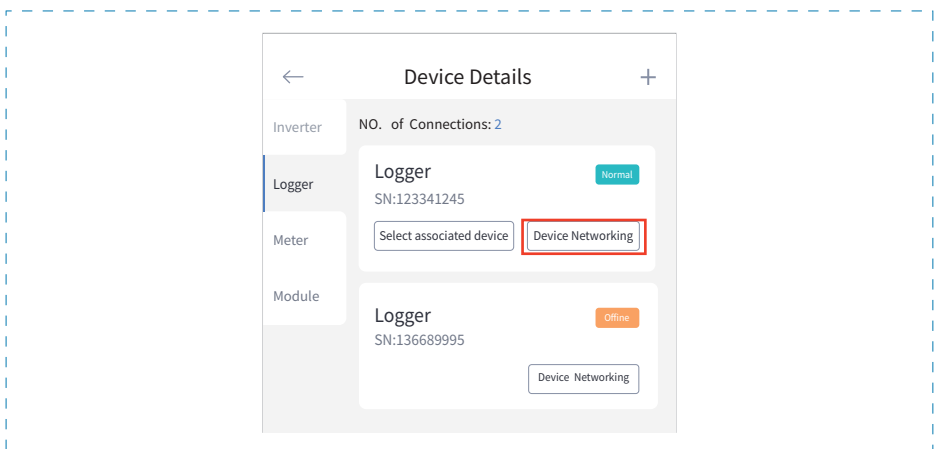 Device Details
Inverter
Logger
Meter
Module
NO. of Connections: 2
Logger
Normal
SN:123341245
Select associated device
Device Networking
Logger
Offine
SN:136689995
Device Networking